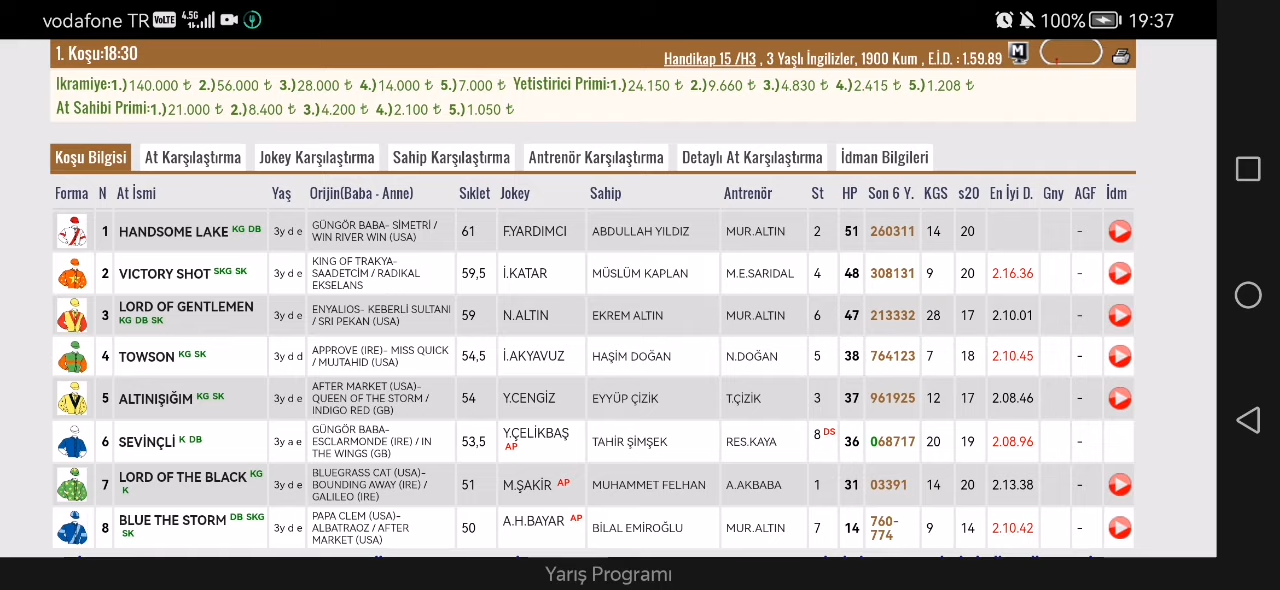 vodafone TR VoLTE 4.5G 100% 19:37
1. Koşu:18:30
Handikap 15 /H3 , 3 Yaşlı İngilizler, 1900 Kum , E.İ.D. : 1.59.89 M
Ikramiye:1.)140.000 ₺ 2.)56.000 ₺ 3.)28.000 ₺ 4.)14.000 ₺ 5.)7.000 ₺ Yetistirici Primi:1.)24.150 ₺ 2.)9.660 ₺ 3.)4.830 ₺ 4.)2.415 ₺ 5.)1.208 ₺
At Sahibi Primi:1.)21.000 ₺ 2.)8.400 ₺ 3.)4.200 ₺ 4.)2.100 ₺ 5.)1.050 ₺
Koşu Bilgisi At Karşılaştırma Jokey Karşılaştırma Sahip Karşılaştırma Antrenör Karşılaştırma Detaylı At Karşılaştırma İdman Bilgileri
Forma N At İsmi Yaş Orijin(Baba - Anne) Sıklet Jokey Sahip Antrenör St HP Son 6 Y. KGS s20 En İyi D. Gny AGF İdm
1 HANDSOME LAKE KG DB 3y d e GÜNGÖR BABA- SİMETRİ / WIN RIVER WIN (USA) 61 F.YARDIMCI ABDULLAH YILDIZ MUR.ALTIN 2 51 260311 14 20 -
2 VICTORY SHOT SKG SK 3y d e KING OF TRAKYA- SAADETCİM / RADIKAL EKSELANS 59,5 İ.KATAR MÜSLÜM KAPLAN M.E.SARIDAL 4 48 308131 9 20 2.16.36 -
3 LORD OF GENTLEMEN KG DB SK 3y d e ENYALIOS- KEBERLİ SULTANI / SRI PEKAN (USA) 59 N.ALTIN EKREM ALTIN MUR.ALTIN 6 47 213332 28 17 2.10.01 -
4 TOWSON KG SK 3y d d APPROVE (IRE)- MISS QUICK / MUJTAHID (USA) 54,5 İ.AKYAVUZ HAŞİM DOĞAN N.DOĞAN 5 38 764123 7 18 2.10.45 -
5 ALTINIŞIĞIM KG SK 3y d e AFTER MARKET (USA)- QUEEN OF THE STORM / INDIGO RED (GB) 54 Y.CENGİZ EYYÜP ÇİZİK T.ÇİZİK 3 37 961925 12 17 2.08.46 -
6 SEVİNÇLİ K DB 3y a e GÜNGÖR BABA- ESCLARMONDE (IRE) / IN THE WINGS (GB) 53,5 Y.ÇELİKBAŞ AP TAHİR ŞİMŞEK RES.KAYA 8 DS 36 068717 20 19 2.08.96 -
7 LORD OF THE BLACK KG K 3y d e BLUEGRASS CAT (USA)- BOUNDING AWAY (IRE) / GALILEO (IRE) 51 M.ŞAKİR AP MUHAMMET FELHAN A.AKBABA 1 31 03391 14 20 2.13.38 -
8 BLUE THE STORM DB SKG SK 3y d e PAPA CLEM (USA)- ALBATRAOZ / AFTER MARKET (USA) 50 A.H.BAYAR AP BİLAL EMİROĞLU MUR.ALTIN 7 14 760-774 9 14 2.10.42 -
Yarış Programı